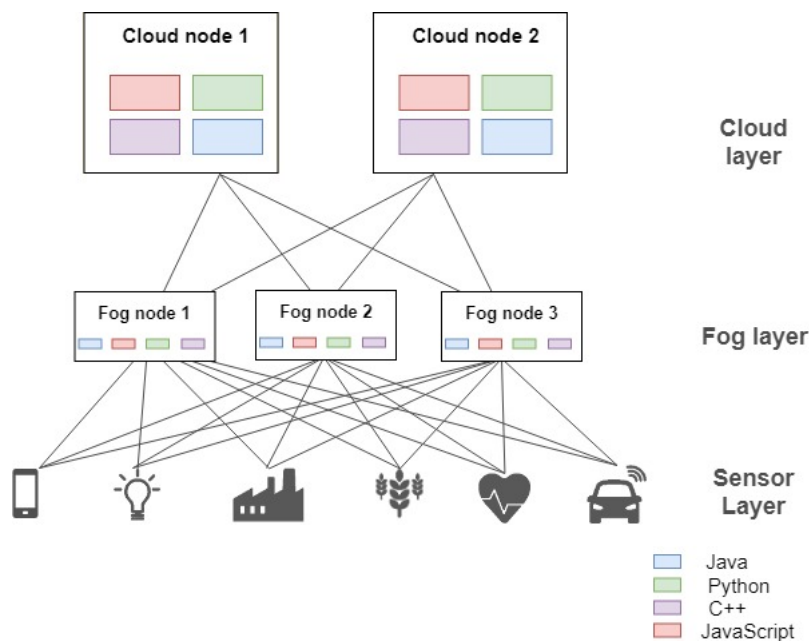 Cloud node 1
Cloud node 2
Cloud
layer
Fog node 1
Fog node 2
Fog node 3
Fog layer
Sensor
Layer
Java
Python
C++
JavaScript